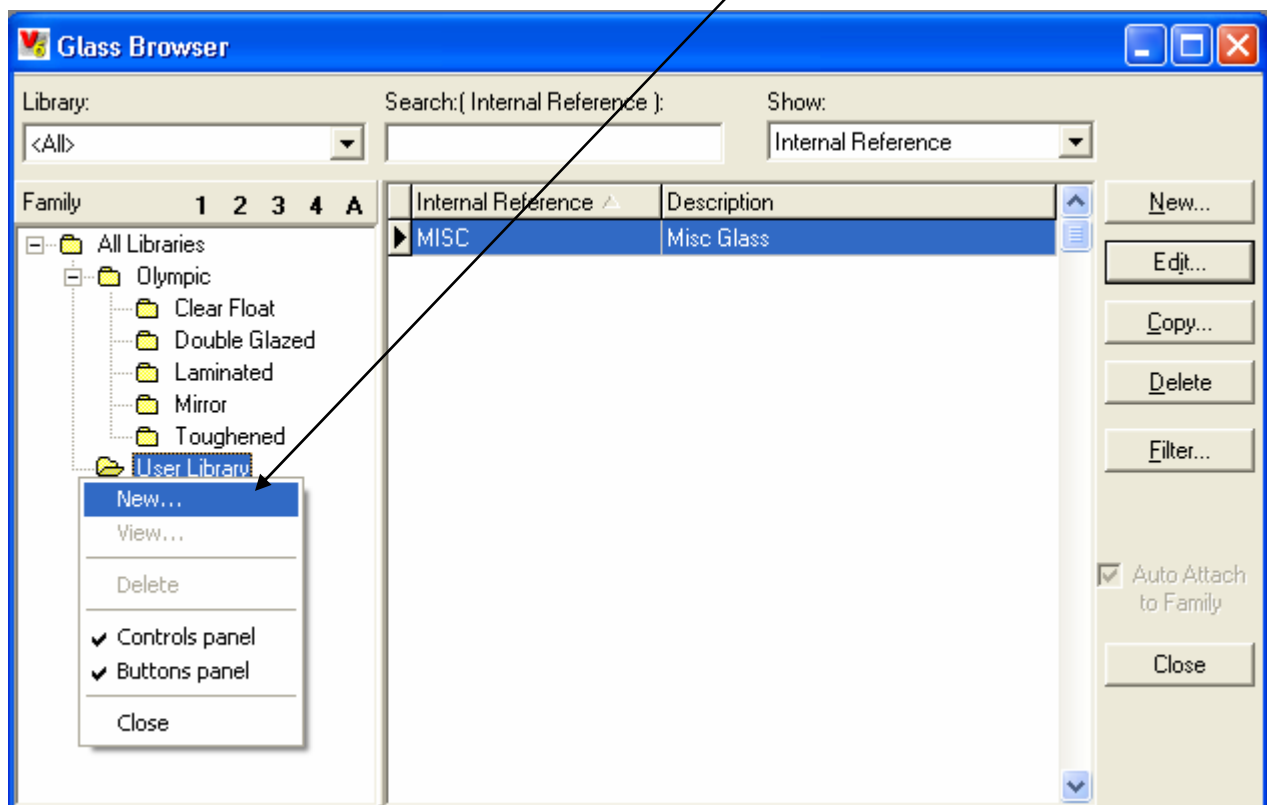 Glass Browser
Library: Search:( Internal Reference ): Show:
<All> Internal Reference
Family 1 2 3 4 A
All Libraries
Olympic
Clear Float
Double Glazed
Laminated
Mirror
Toughened
User Library
New...
View...
Delete
Controls panel
Buttons panel
Close
Internal Reference Description
MISC Misc Glass
New...
Edit...
Copy...
Delete
Filter...
Auto Attach
to Family
Close